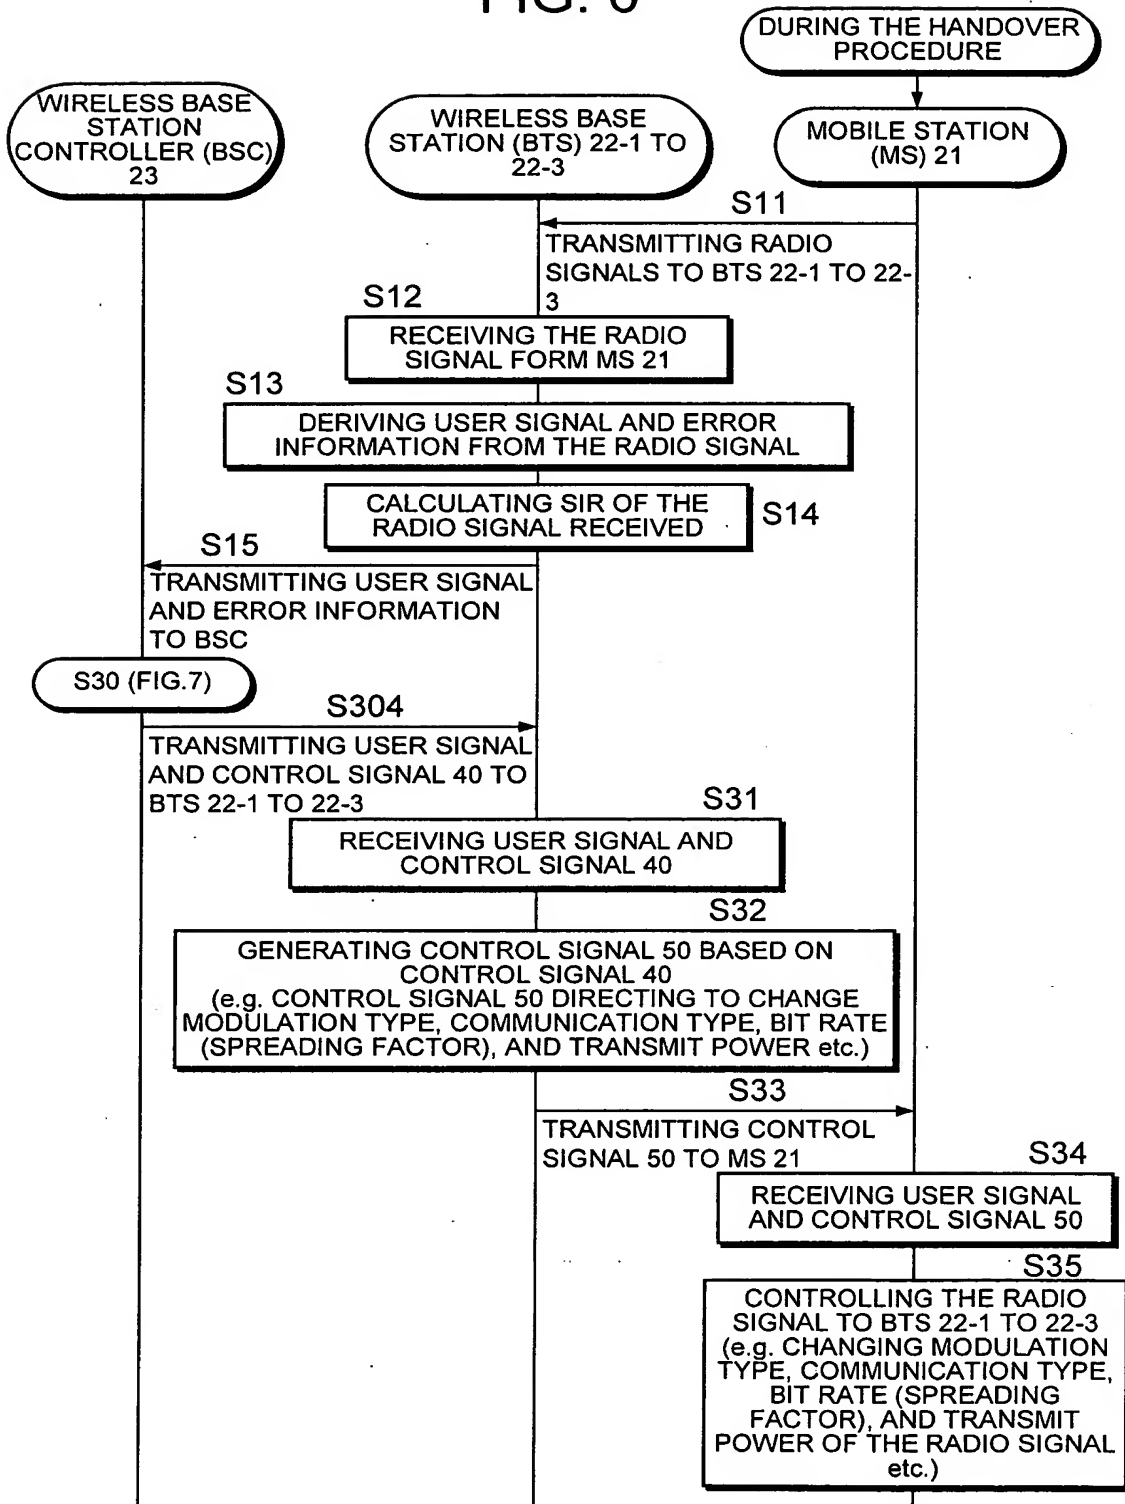 FIG. 6
DURING THE HANDOVER
PROCEDURE
WIRELESS BASE
STATION
CONTROLLER (BSC)
23
WIRELESS BASE
STATION (BTS) 22-1 TO
22-3
MOBILE STATION
(MS) 21
S11
TRANSMITTING RADIO
SIGNALS TO BTS 22-1 TO 22-
3
S12
RECEIVING THE RADIO
SIGNAL FORM MS 21
S13
DERIVING USER SIGNAL AND ERROR
INFORMATION FROM THE RADIO SIGNAL
CALCULATING SIR OF THE
RADIO SIGNAL RECEIVED
S14
S15
TRANSMITTING USER SIGNAL
AND ERROR INFORMATION
TO BSC
S30 (FIG.7)
S304
TRANSMITTING USER SIGNAL
AND CONTROL SIGNAL 40 TO
BTS 22-1 TO 22-3
S31
RECEIVING USER SIGNAL AND
CONTROL SIGNAL 40
S32
GENERATING CONTROL SIGNAL 50 BASED ON
CONTROL SIGNAL 40
(e.g. CONTROL SIGNAL 50 DIRECTING TO CHANGE
MODULATION TYPE, COMMUNICATION TYPE, BIT RATE
(SPREADING FACTOR), AND TRANSMIT POWER etc.)
S33
TRANSMITTING CONTROL
SIGNAL 50 TO MS 21
S34
RECEIVING USER SIGNAL
AND CONTROL SIGNAL 50
S35
CONTROLLING THE RADIO
SIGNAL TO BTS 22-1 TO 22-3
(e.g. CHANGING MODULATION
TYPE, COMMUNICATION TYPE,
BIT RATE (SPREADING
FACTOR), AND TRANSMIT
POWER OF THE RADIO SIGNAL
etc.)